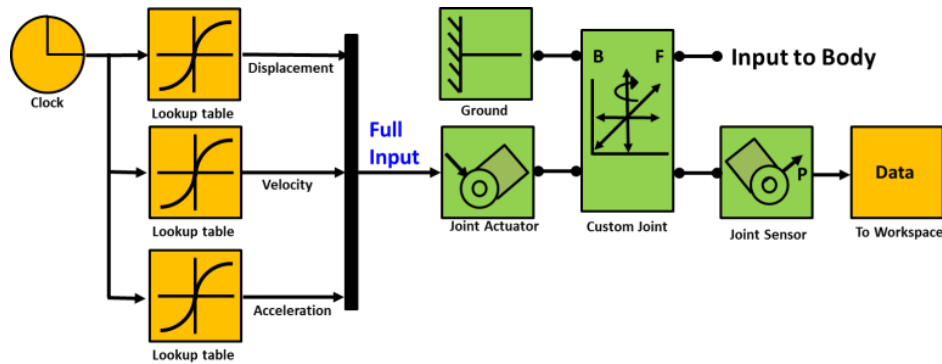 Clock
Lookup table
Displacement
Lookup table
Velocity
Lookup table
Acceleration
Full
Input
Ground
Joint Actuator
B
F
Custom Joint
Input to Body
P
Joint Sensor
Data
To Workspace